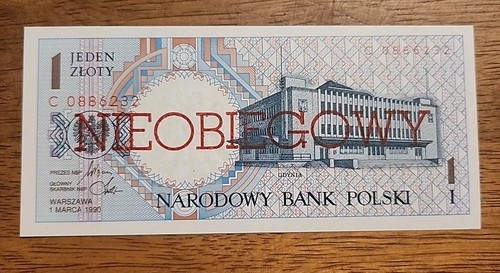 1 JEDEN
ZŁOTY
C 0886232
C 0886232
NIEOBIEGOWY
GDYNIA
PREZES NBP
GŁÓWNY
SKARBNIK NBP
WARSZAWA
1 MARCA 1990
NARODOWY BANK POLSKI
1